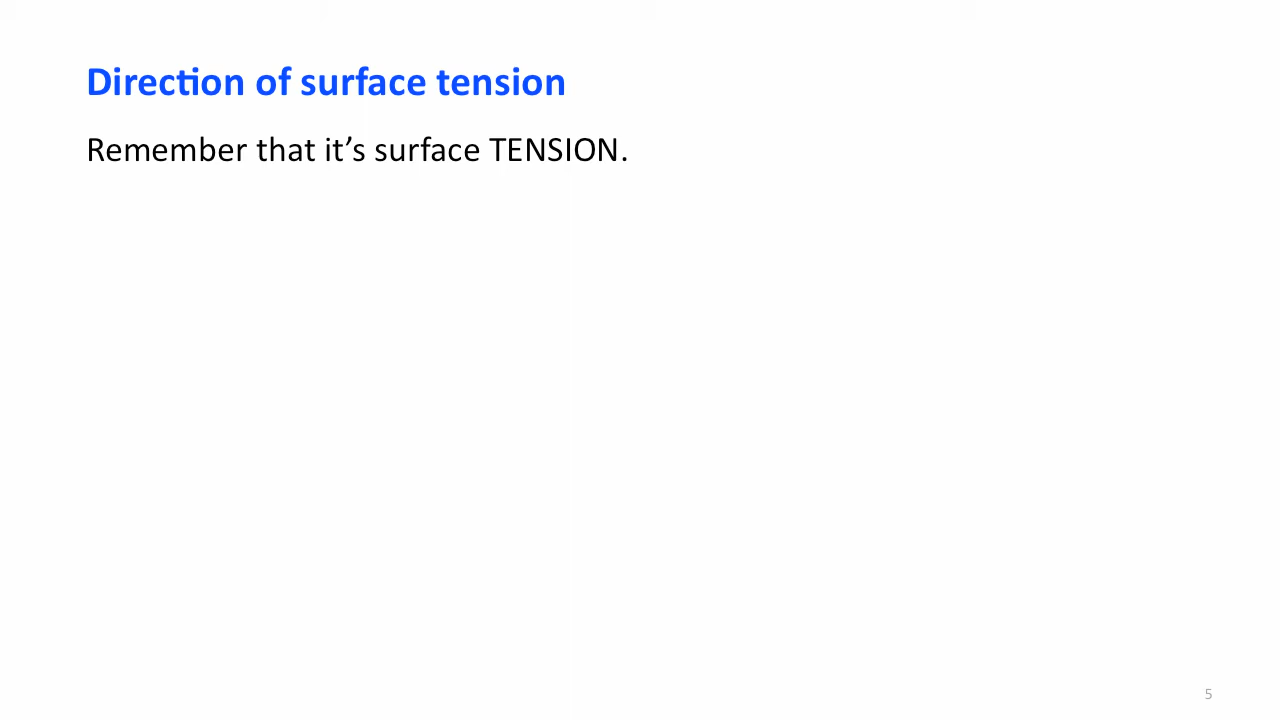 Direction of surface tension
Remember that it’s surface TENSION.
5